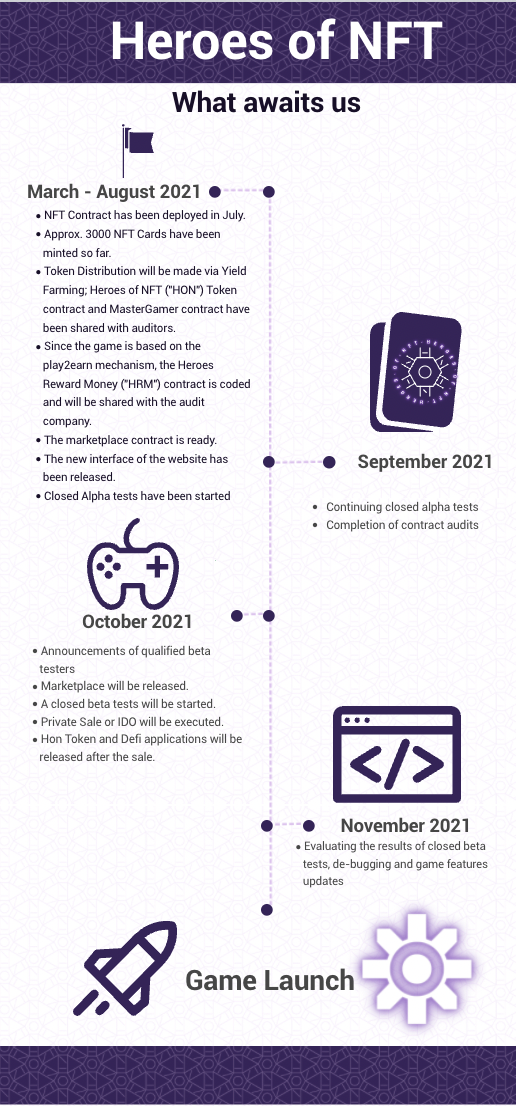 Heroes of NFT
What awaits us
March - August 2021
• NFT Contract has been deployed in July.
• Approx. 3000 NFT Cards have been
minted so far.
• Token Distribution will be made via Yield
Farming; Heroes of NFT ("HON") Token
contract and MasterGamer contract have
been shared with auditors.
• Since the game is based on the
play2earn mechanism, the Heroes
Reward Money ("HRM") contract is coded
and will be shared with the audit
company.
• The marketplace contract is ready.
• The new interface of the website has
been released.
• Closed Alpha tests have been started
September 2021
• Continuing closed alpha tests
• Completion of contract audits
October 2021
• Announcements of qualified beta
testers
• Marketplace will be released.
• A closed beta tests will be started.
• Private Sale or IDO will be executed.
• Hon Token and Defi applications will be
released after the sale.
</>
November 2021
• Evaluating the results of closed beta
tests, de-bugging and game features
updates
Game Launch